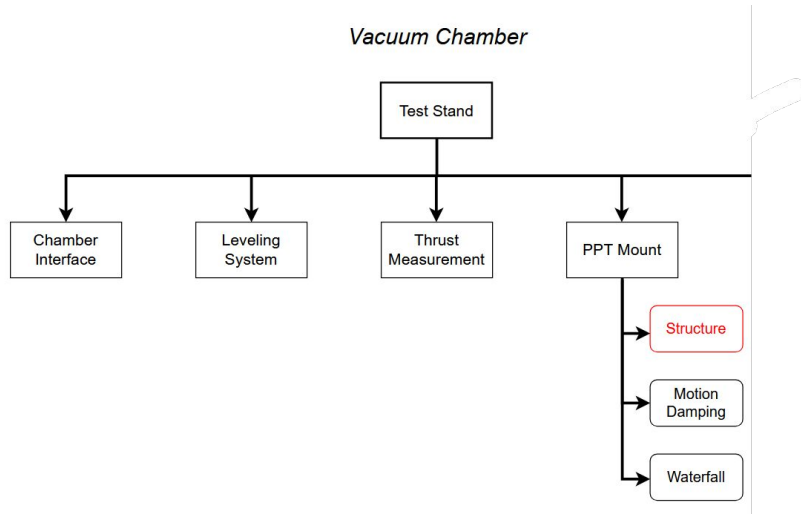 Vacuum Chamber
Test Stand
Chamber
Interface
Leveling
System
Thrust
Measurement
PPT Mount
Structure
Motion
Damping
Waterfall